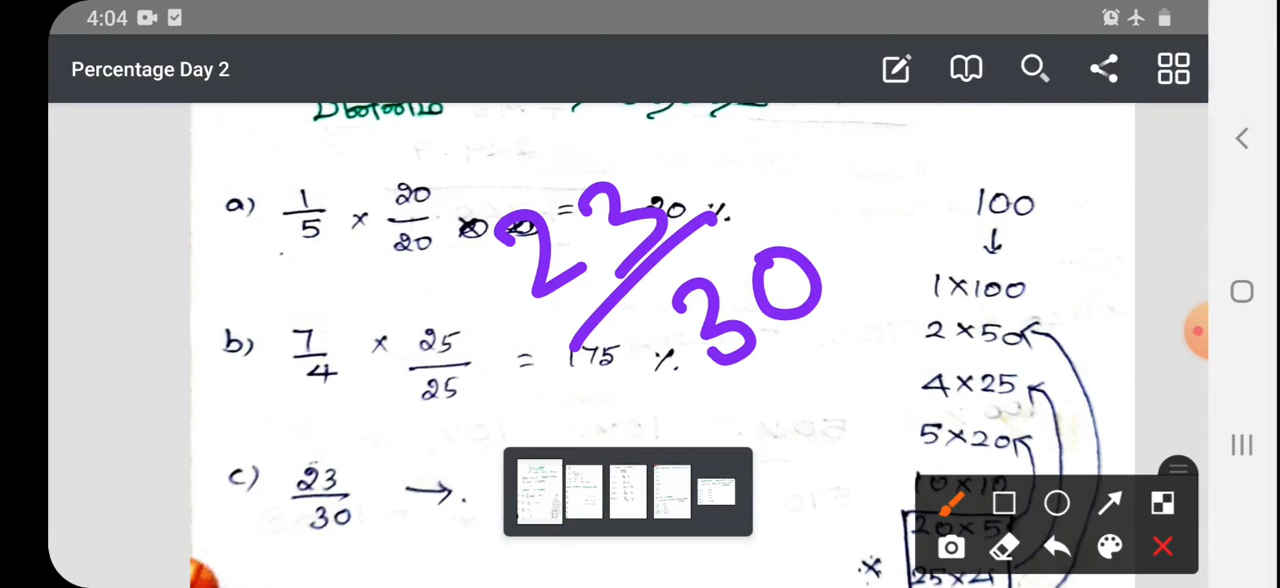 4:04
Percentage Day 2
a) 1/5 × 20/20 = 20 %.
23/30
b) 7/4 × 25/25 = 175 %.
c) 23/30 →.
100
↓
1×100
2×50
4×25
5×20
10×10
20×5
* 25×4